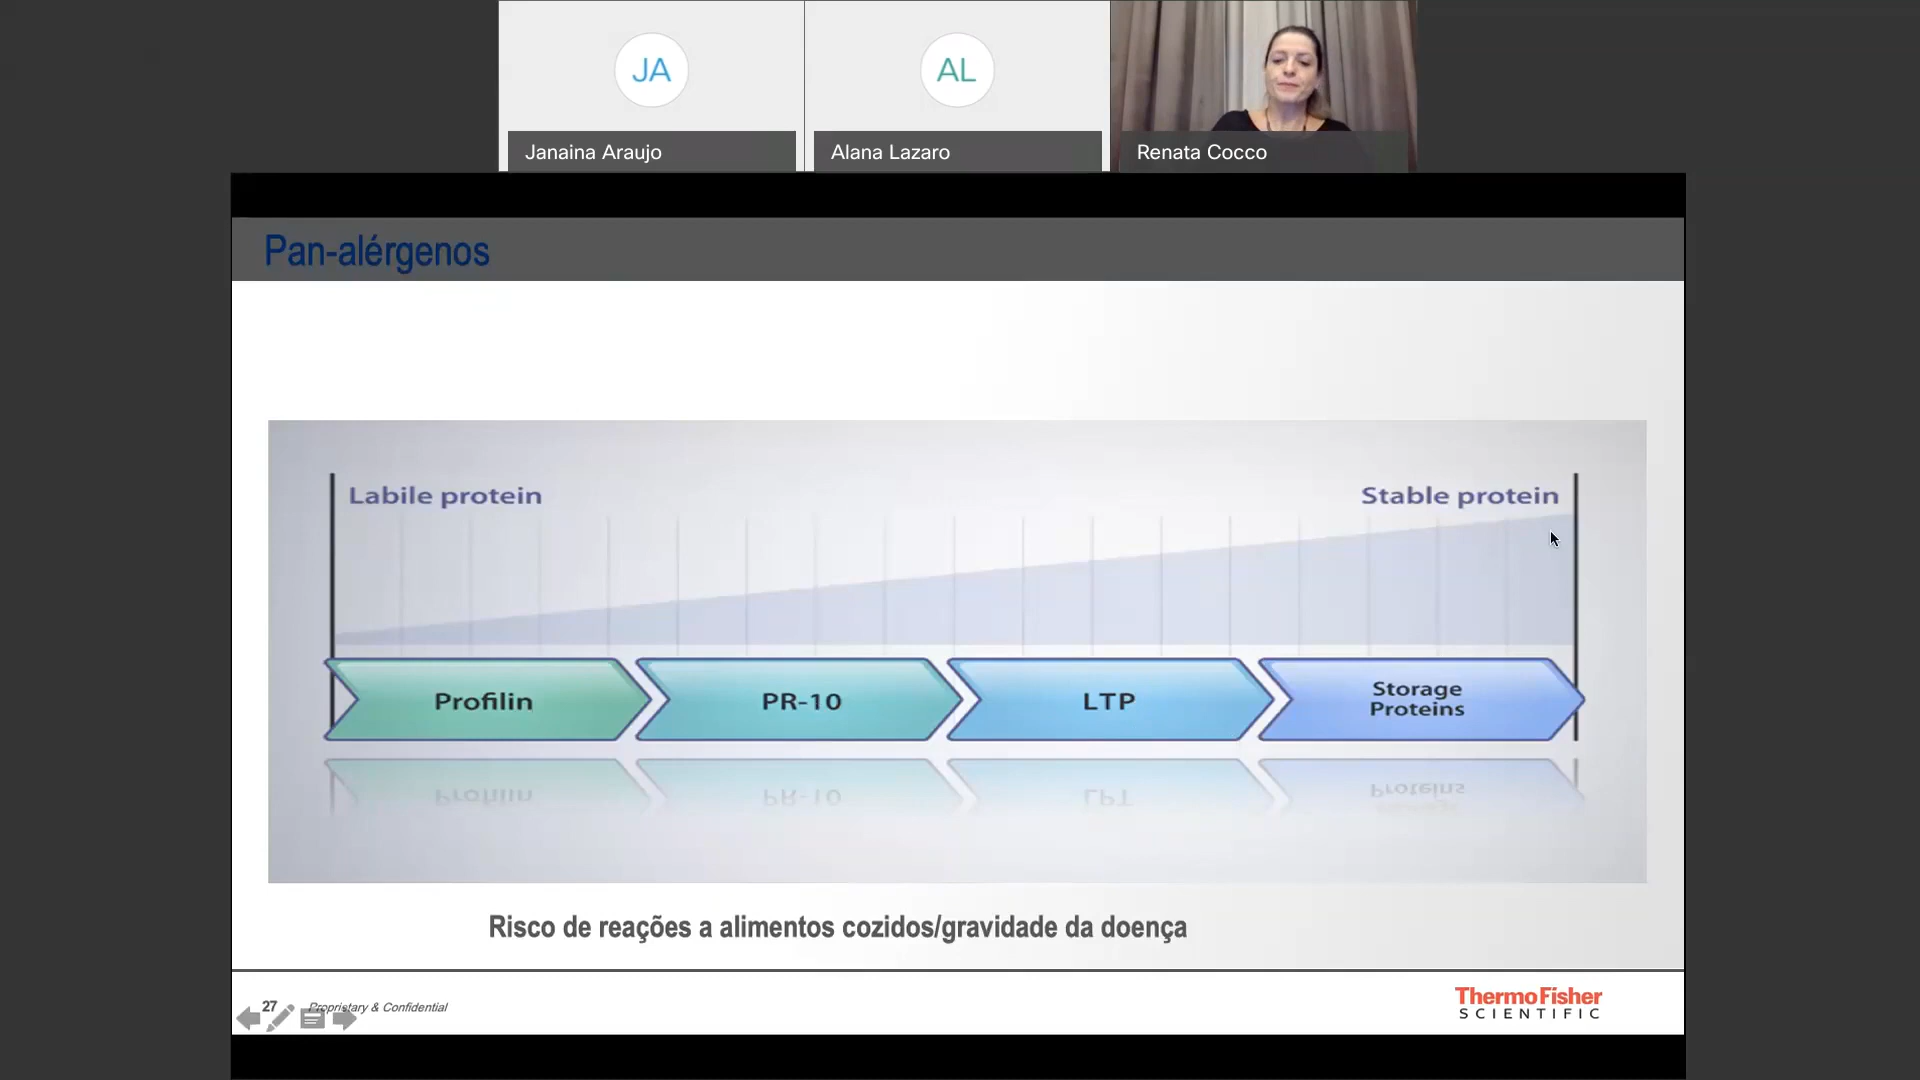 JA
AL
Janaina Araujo
Alana Lazaro
Renata Cocco
Pan-alérgenos
Labile protein
Stable protein
Profilin
PR-10
LTP
Storage
Proteins
Risco de reações a alimentos cozidos/gravidade da doença
27
Proprietary & Confidential
ThermoFisher
SCIENTIFIC